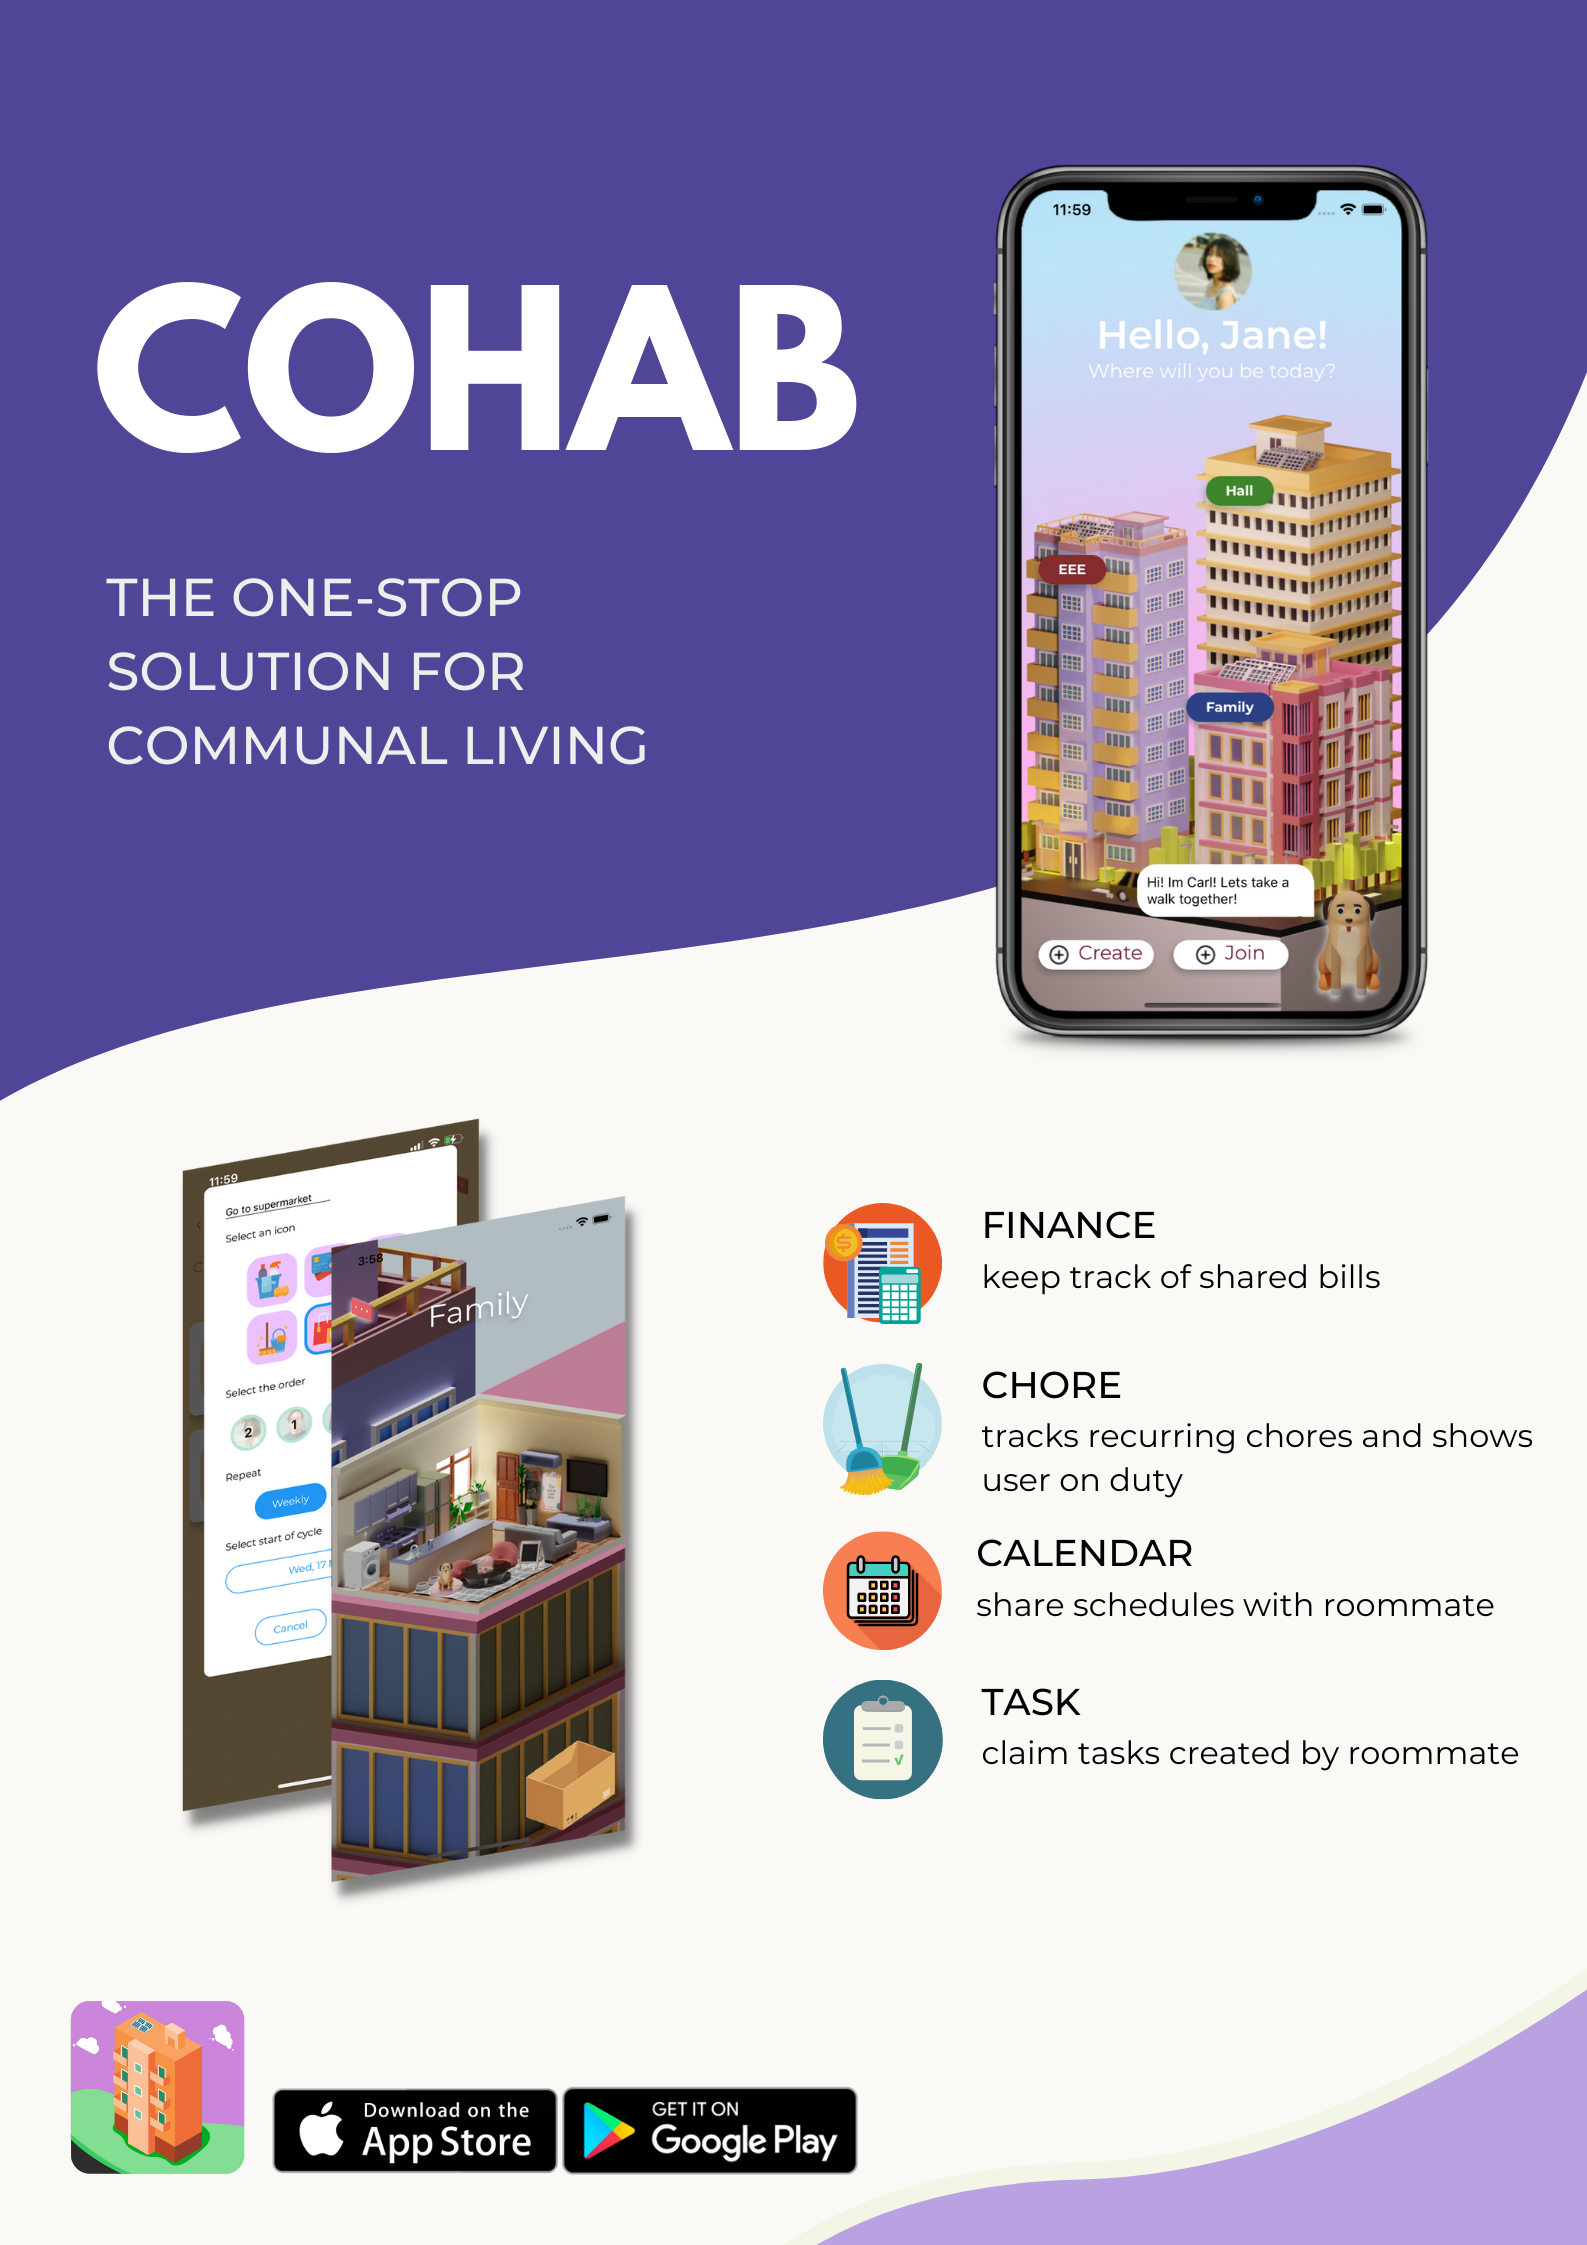 COHAB
THE ONE-STOP
SOLUTION FOR
COMMUNAL LIVING
11:59
Hello, Jane!
Where will you be today?
Hall
EEE
Family
Hi! Im Carl! Lets take a
walk together!
Create
Join
11:59
Go to supermarket
Select an icon
Select the order
2
1
Repeat
Weekly
Select start of cycle
Wed, 17
Cancel
3:58
Family
FINANCE
keep track of shared bills
CHORE
tracks recurring chores and shows
user on duty
CALENDAR
share schedules with roommate
TASK
claim tasks created by roommate
Download on the
App Store
GET IT ON
Google Play